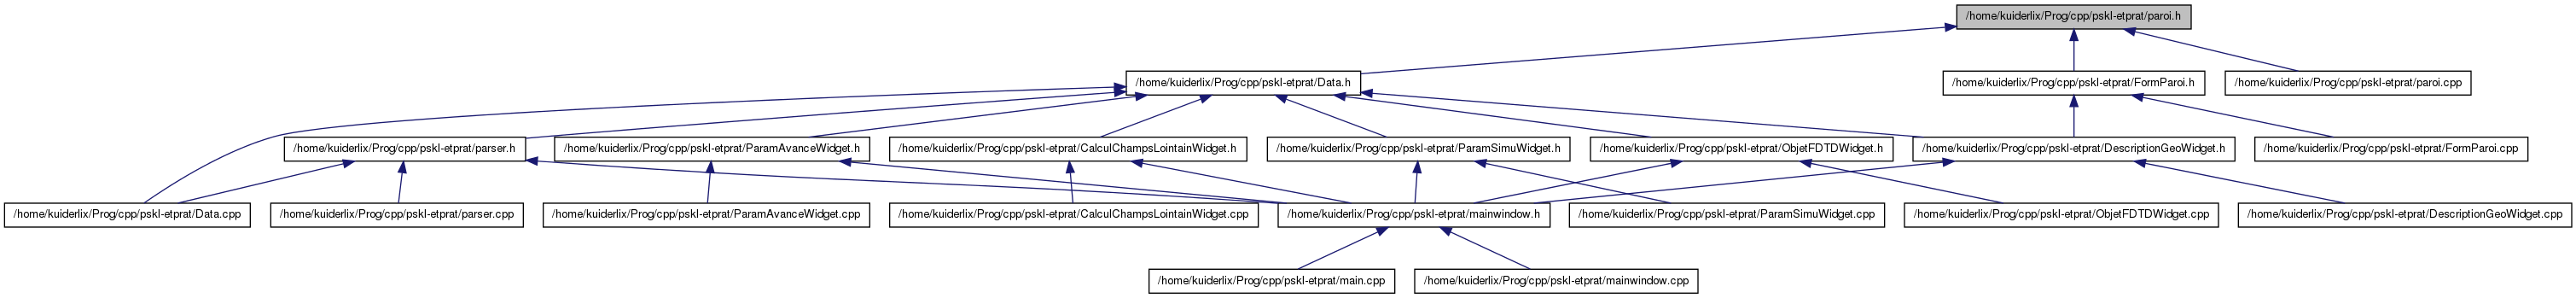 /home/kuiderlix/Prog/cpp/pskl-etprat/paroi.h
/home/kuiderlix/Prog/cpp/pskl-etprat/Data.h
/home/kuiderlix/Prog/cpp/pskl-etprat/FormParoi.h
/home/kuiderlix/Prog/cpp/pskl-etprat/paroi.cpp
/home/kuiderlix/Prog/cpp/pskl-etprat/parser.h
/home/kuiderlix/Prog/cpp/pskl-etprat/ParamAvanceWidget.h
/home/kuiderlix/Prog/cpp/pskl-etprat/CalculChampsLointainWidget.h
/home/kuiderlix/Prog/cpp/pskl-etprat/ParamSimuWidget.h
/home/kuiderlix/Prog/cpp/pskl-etprat/ObjetFDTDWidget.h
/home/kuiderlix/Prog/cpp/pskl-etprat/DescriptionGeoWidget.h
/home/kuiderlix/Prog/cpp/pskl-etprat/FormParoi.cpp
/home/kuiderlix/Prog/cpp/pskl-etprat/Data.cpp
/home/kuiderlix/Prog/cpp/pskl-etprat/parser.cpp
/home/kuiderlix/Prog/cpp/pskl-etprat/ParamAvanceWidget.cpp
/home/kuiderlix/Prog/cpp/pskl-etprat/CalculChampsLointainWidget.cpp
/home/kuiderlix/Prog/cpp/pskl-etprat/mainwindow.h
/home/kuiderlix/Prog/cpp/pskl-etprat/ParamSimuWidget.cpp
/home/kuiderlix/Prog/cpp/pskl-etprat/ObjetFDTDWidget.cpp
/home/kuiderlix/Prog/cpp/pskl-etprat/DescriptionGeoWidget.cpp
/home/kuiderlix/Prog/cpp/pskl-etprat/main.cpp
/home/kuiderlix/Prog/cpp/pskl-etprat/mainwindow.cpp